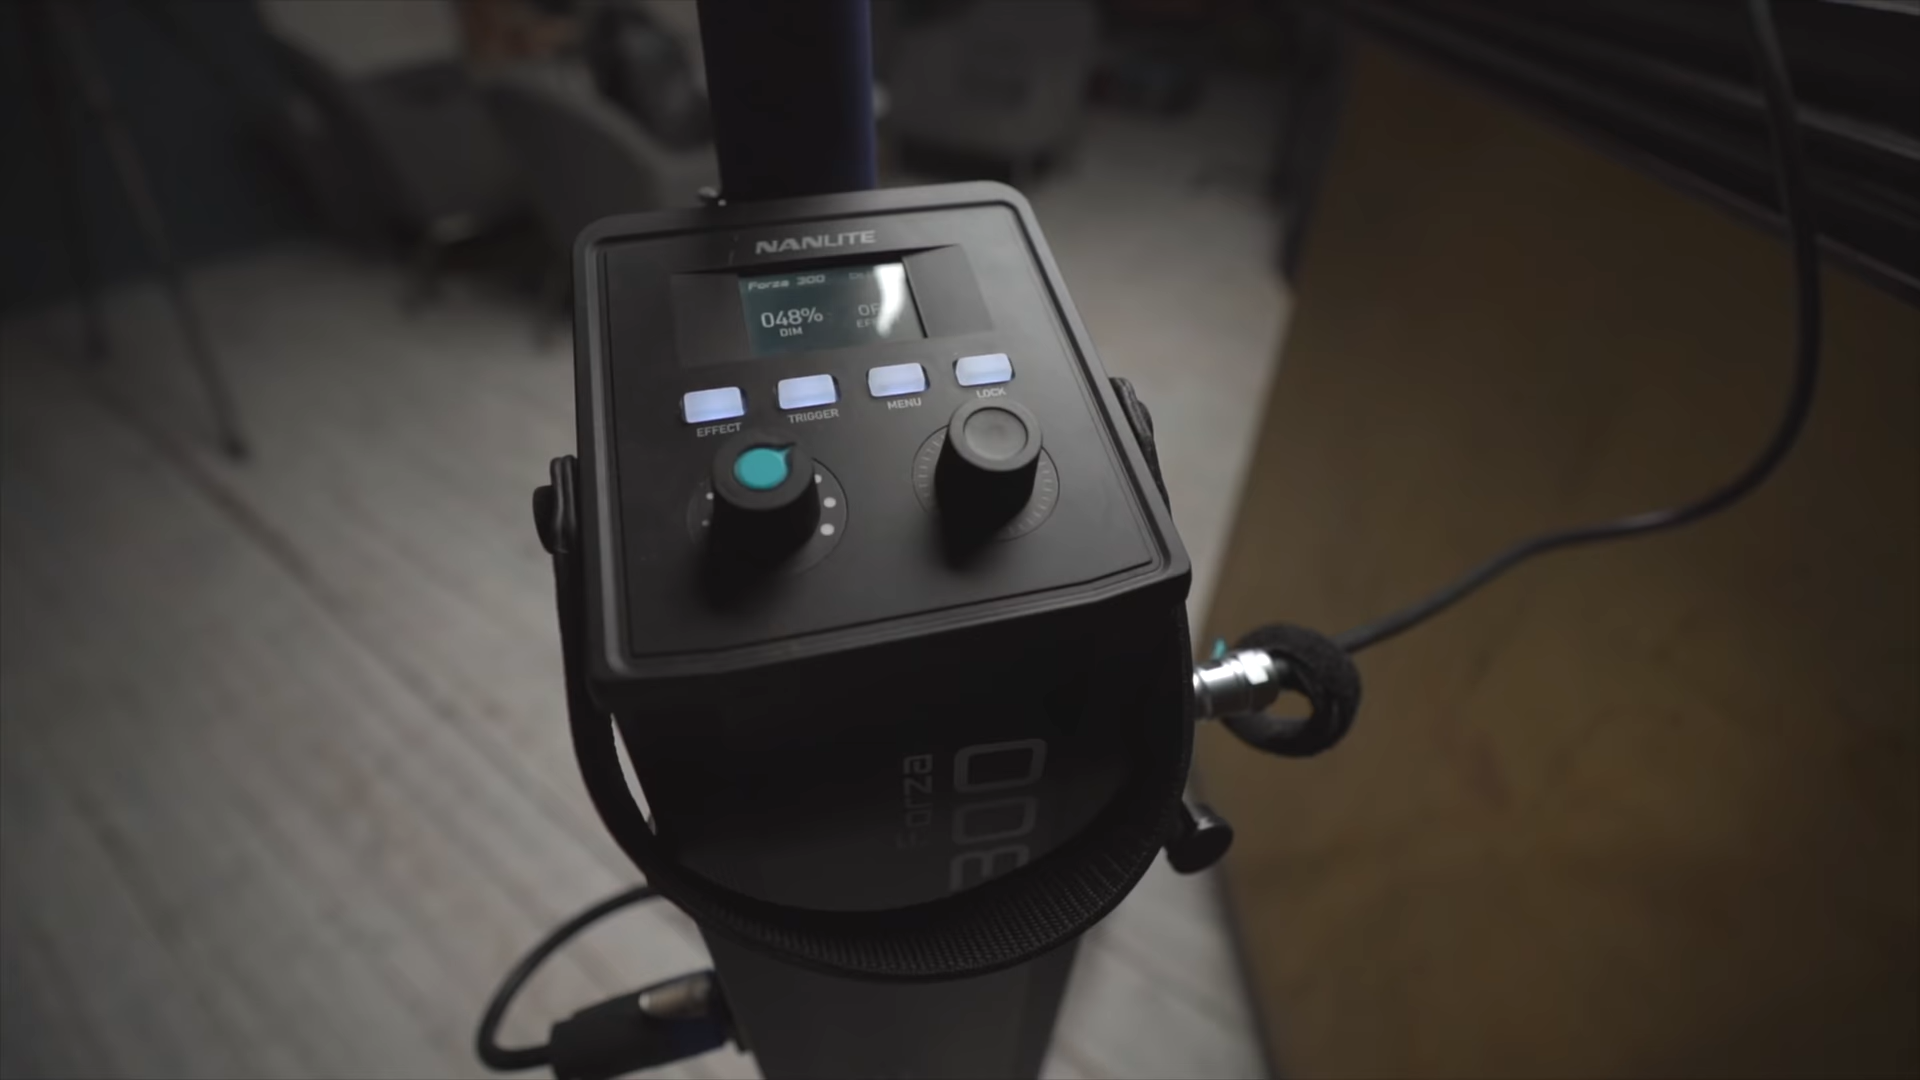 NANLITE
Forza 300
048%
DIM
EFFECT
TRIGGER
MENU
LOCK
Forza
300